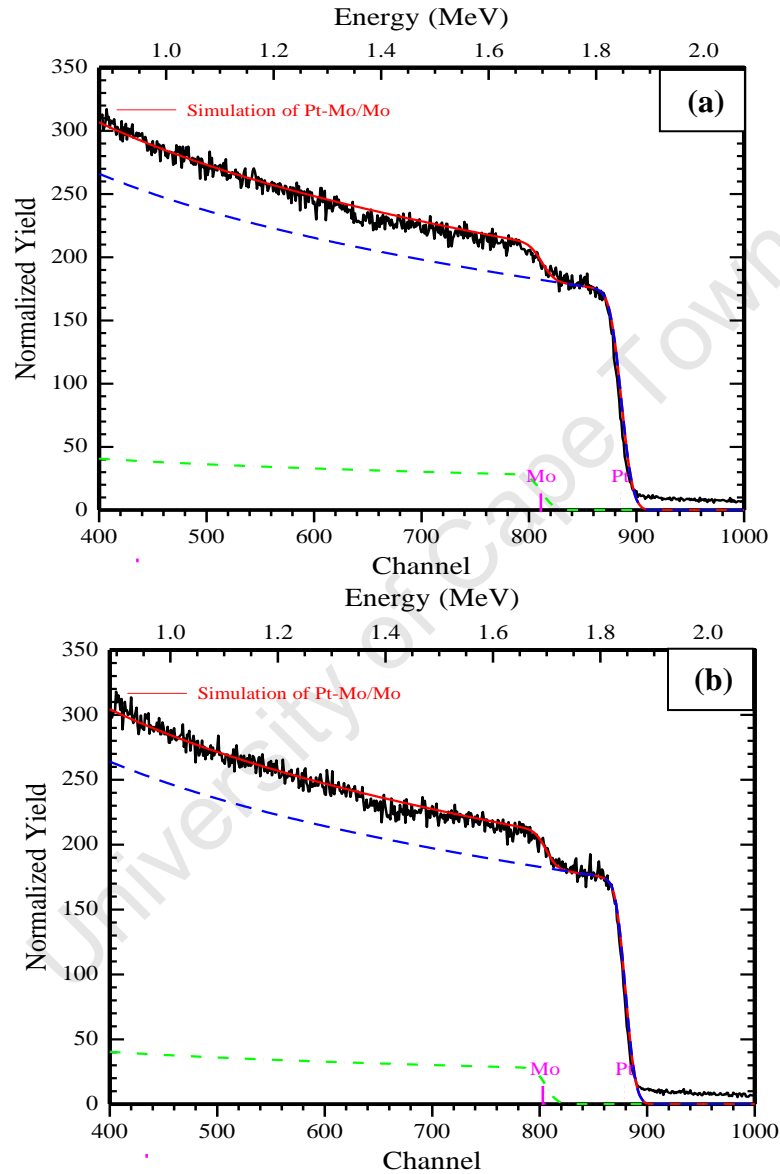 Energy (MeV)
1.0 1.2 1.4 1.6 1.8 2.0
350
300
250
200
150
100
50
0
Normalized Yield
Simulation of Pt-Mo/Mo
(a)
Mo Pt
400 500 600 700 800 900 1000
Channel
Energy (MeV)
1.0 1.2 1.4 1.6 1.8 2.0
350
300
250
200
150
100
50
0
Normalized Yield
Simulation of Pt-Mo/Mo
(b)
Mo Pt
400 500 600 700 800 900 1000
Channel
University of Cape Town